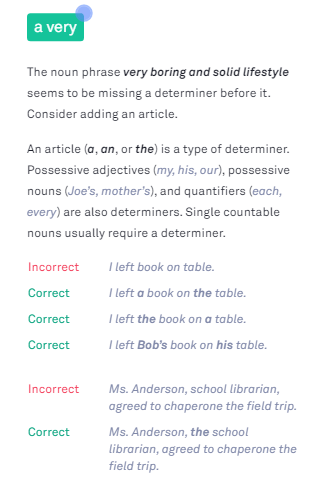 a very
The noun phrase very boring and solid lifestyle
seems to be missing a determiner before it.
Consider adding an article.
An article (a, an, or the) is a type of determiner.
Possessive adjectives (my, his, our), possessive
nouns (Joe's, mother's), and quantifiers (each,
every) are also determiners. Single countable
nouns usually require a determiner.
Incorrect I left book on table.
Correct I left a book on the table.
Correct I left the book on a table.
Correct I left Bob's book on his table.
Incorrect Ms. Anderson, school librarian,
agreed to chaperone the field trip.
Correct Ms. Anderson, the school
librarian, agreed to chaperone the
field trip.